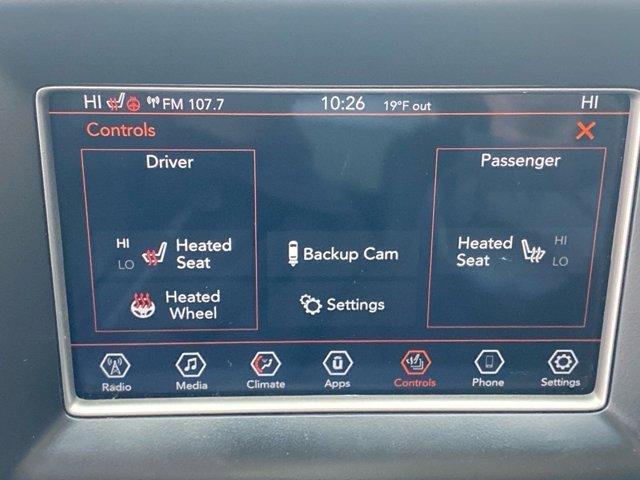 HI FM 107.7 10:26 19°F out HI
Controls
Driver
Passenger
HI
LO
Heated
Seat
Heated
Wheel
Backup Cam
Settings
Heated
Seat
HI
LO
Radio Media Climate Apps Controls Phone Settings